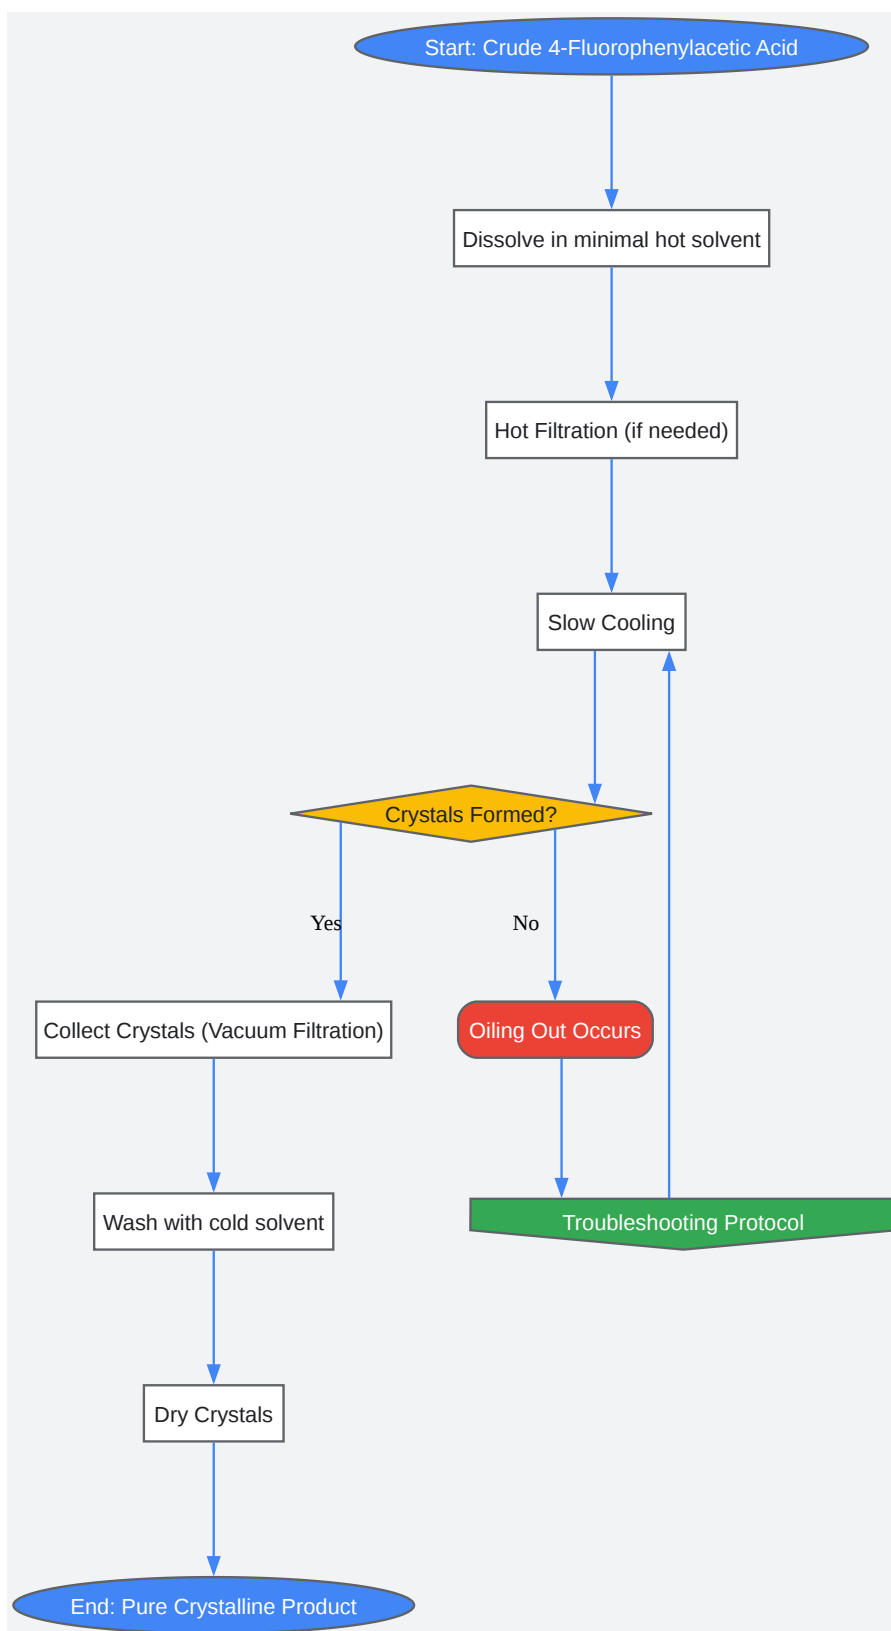 Start: Crude 4-Fluorophenylacetic Acid
Dissolve in minimal hot solvent
Hot Filtration (if needed)
Slow Cooling
Crystals Formed?
Yes
No
Collect Crystals (Vacuum Filtration)
Oiling Out Occurs
Wash with cold solvent
Troubleshooting Protocol
Dry Crystals
End: Pure Crystalline Product